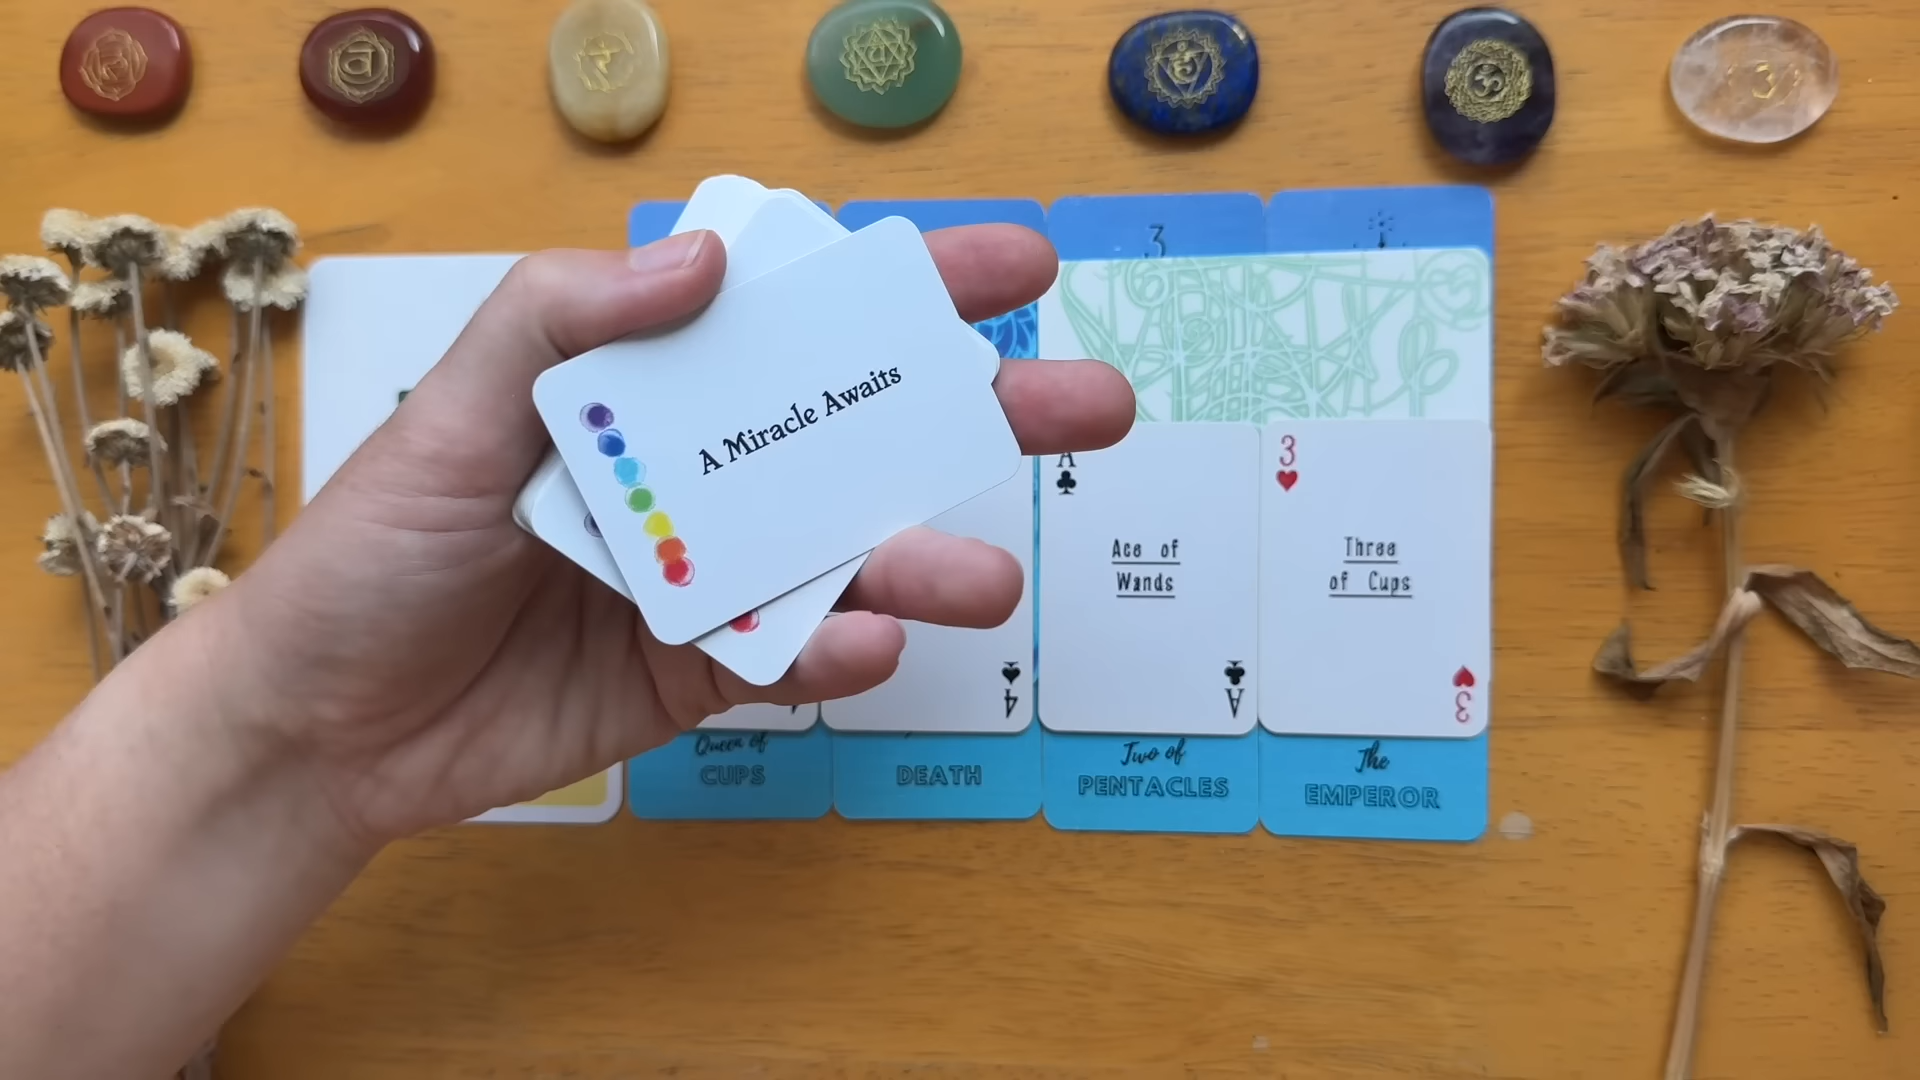 3
A Miracle Awaits
A
Ace of
Wands
A
3
Three
of Cups
3
4
Queen of
CUPS
DEATH
Two of
PENTACLES
The
EMPEROR